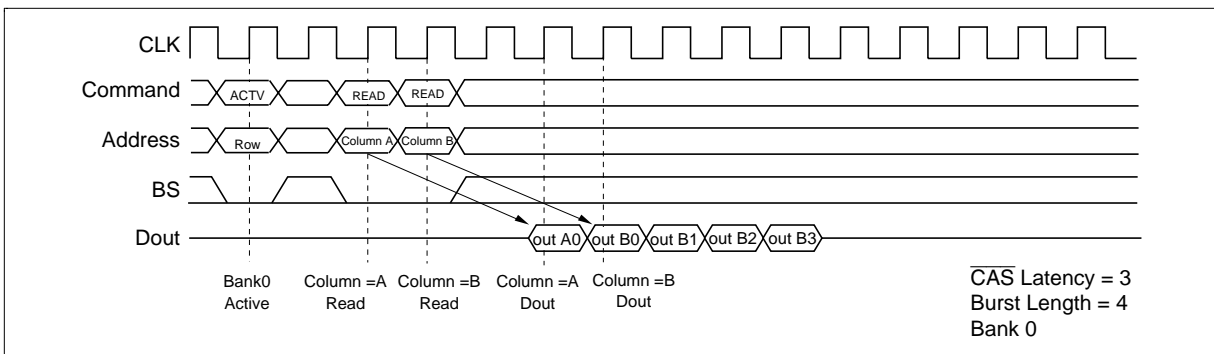 CLK
Command ACTV READ READ
Address Row Column A Column B
BS
Dout out A0 out B0 out B1 out B2 out B3
Bank0 Active
Column =A Read
Column =B Read
Column =A Dout
Column =B Dout
CAS Latency = 3
Burst Length = 4
Bank 0